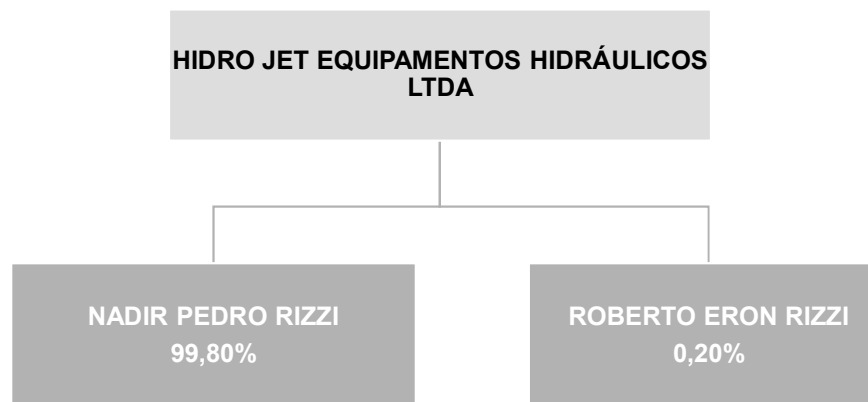 HIDRO JET EQUIPAMENTOS HIDRÁULICOS
LTDA
NADIR PEDRO RIZZI
99,80%
ROBERTO ERON RIZZI
0,20%